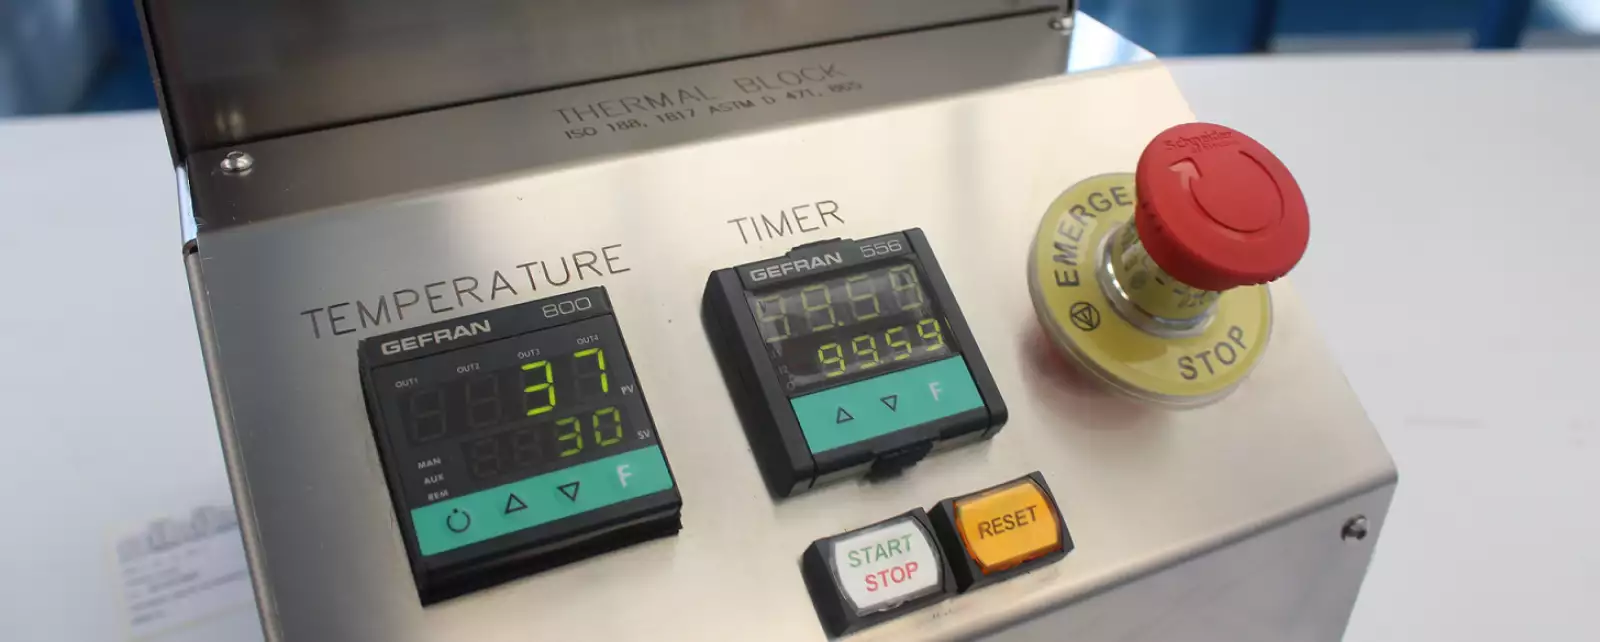 THERMAL BLOCK
ISO 188, 1817 ASTM D 471, 865
TEMPERATURE
GEFRAN 800
OUT1 OUT2 OUT3 OUT4
37
PV
30
SV
MAN
AUX
REM
F
TIMER
GEFRAN 556
99.59
F
START
STOP
RESET
Schneider
EMERGE
STOP